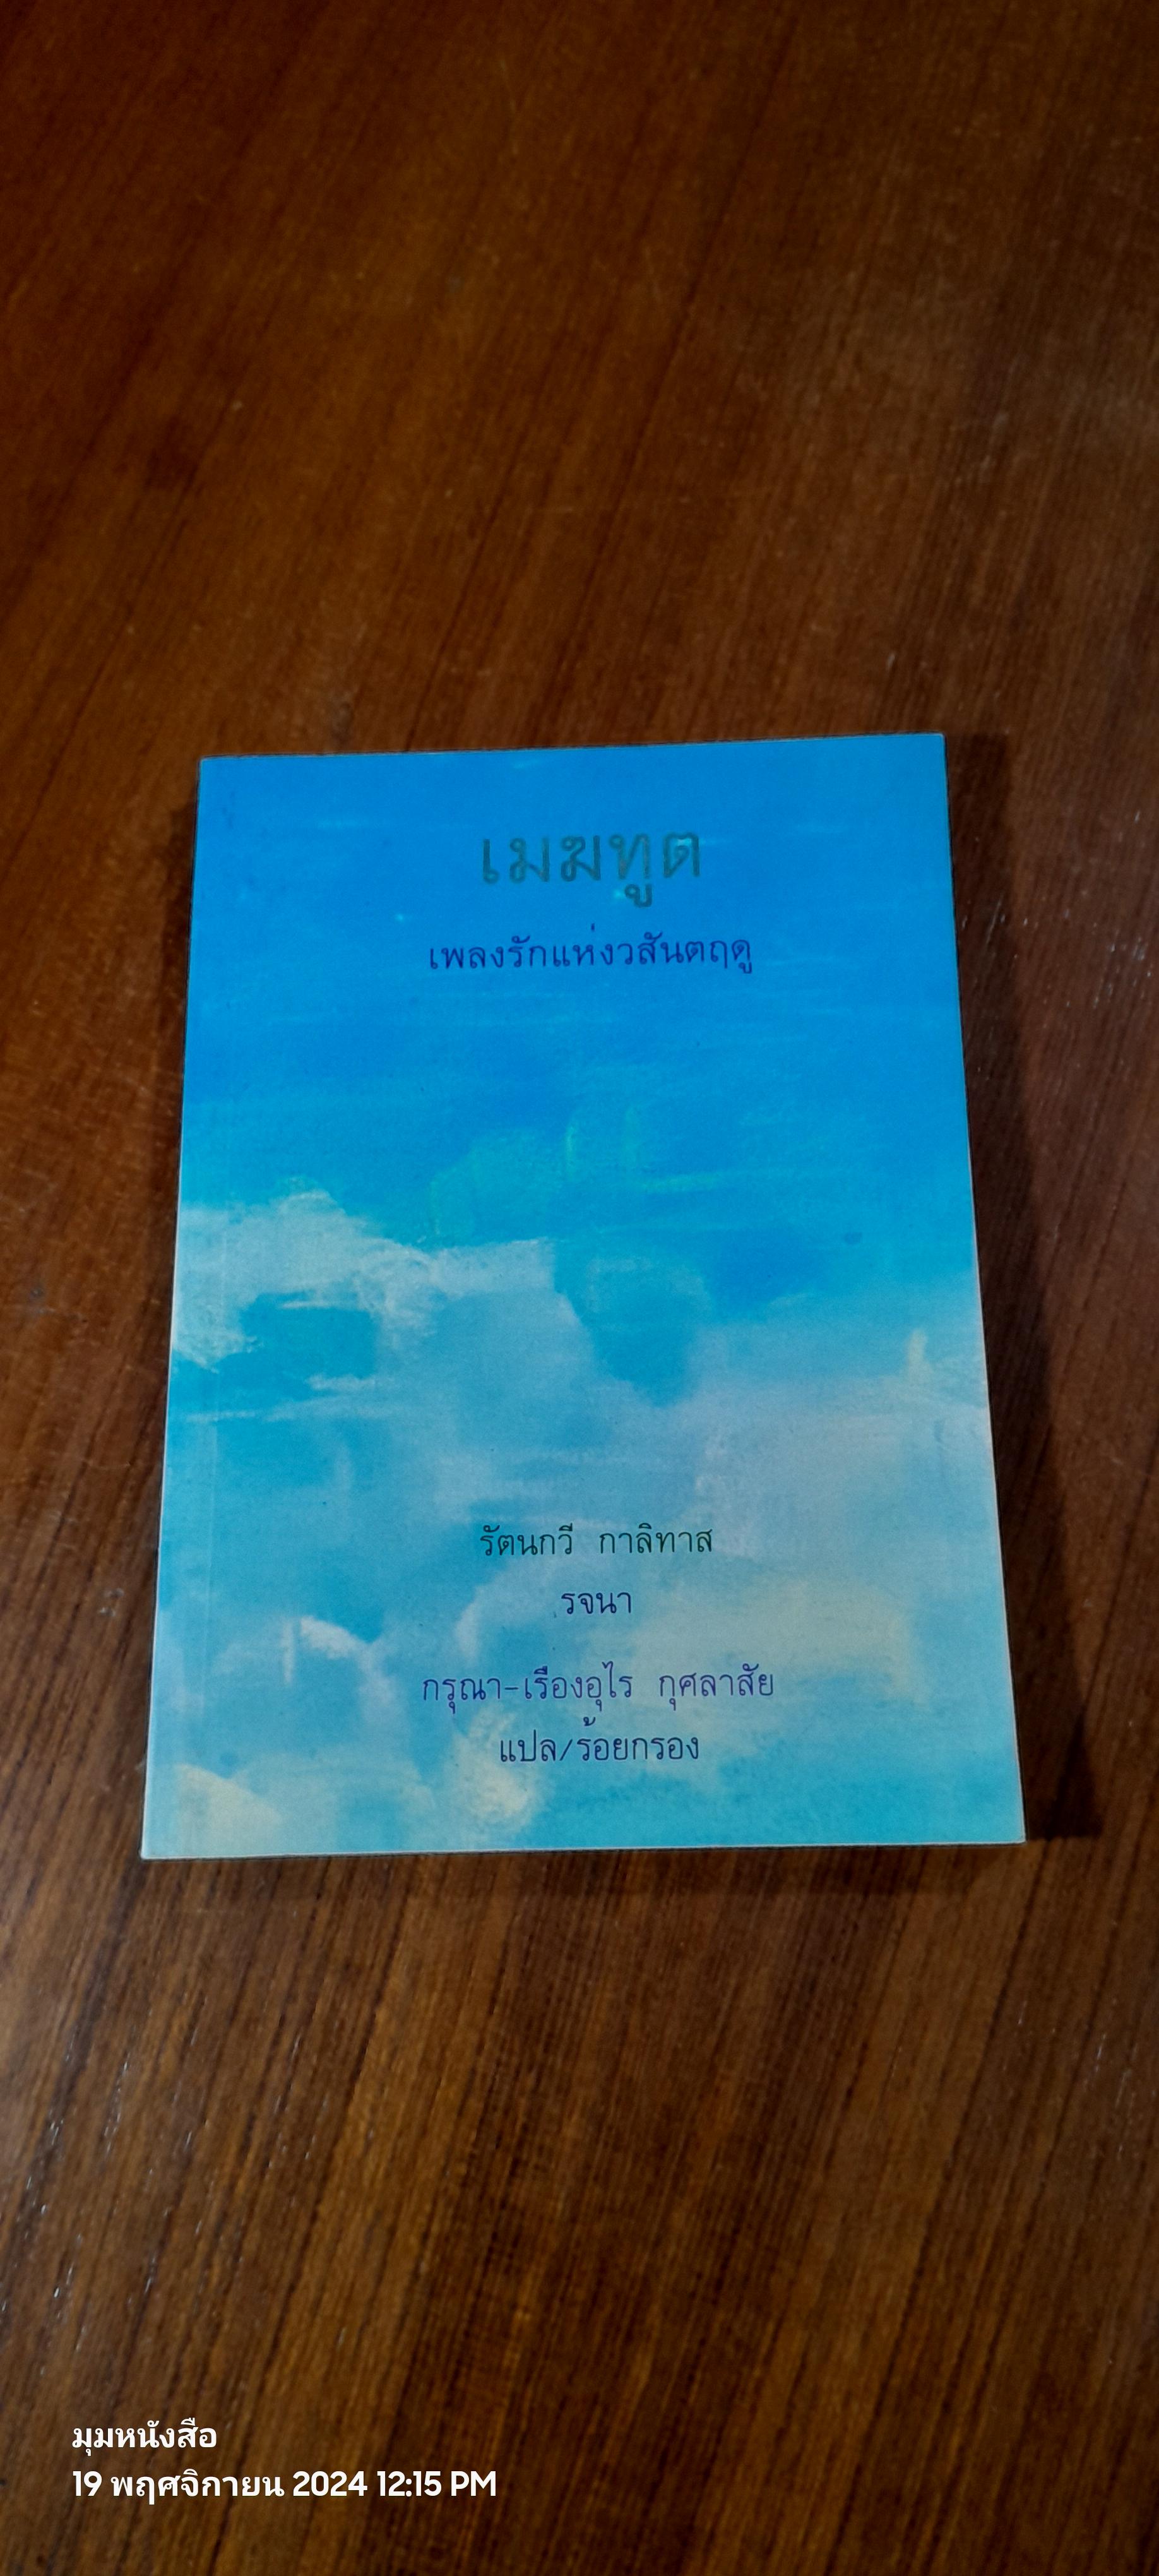 เมฆทูต
เพลงรักแห่งวสันตฤดู
รัตนกวี กาลิทาส
รจนา
กรุณา-เรืองอุไร กุศลาสัย
แปล/ร้อยกรอง
มุมหนังสือ
19 พฤศจิกายน 2024 12:15 PM